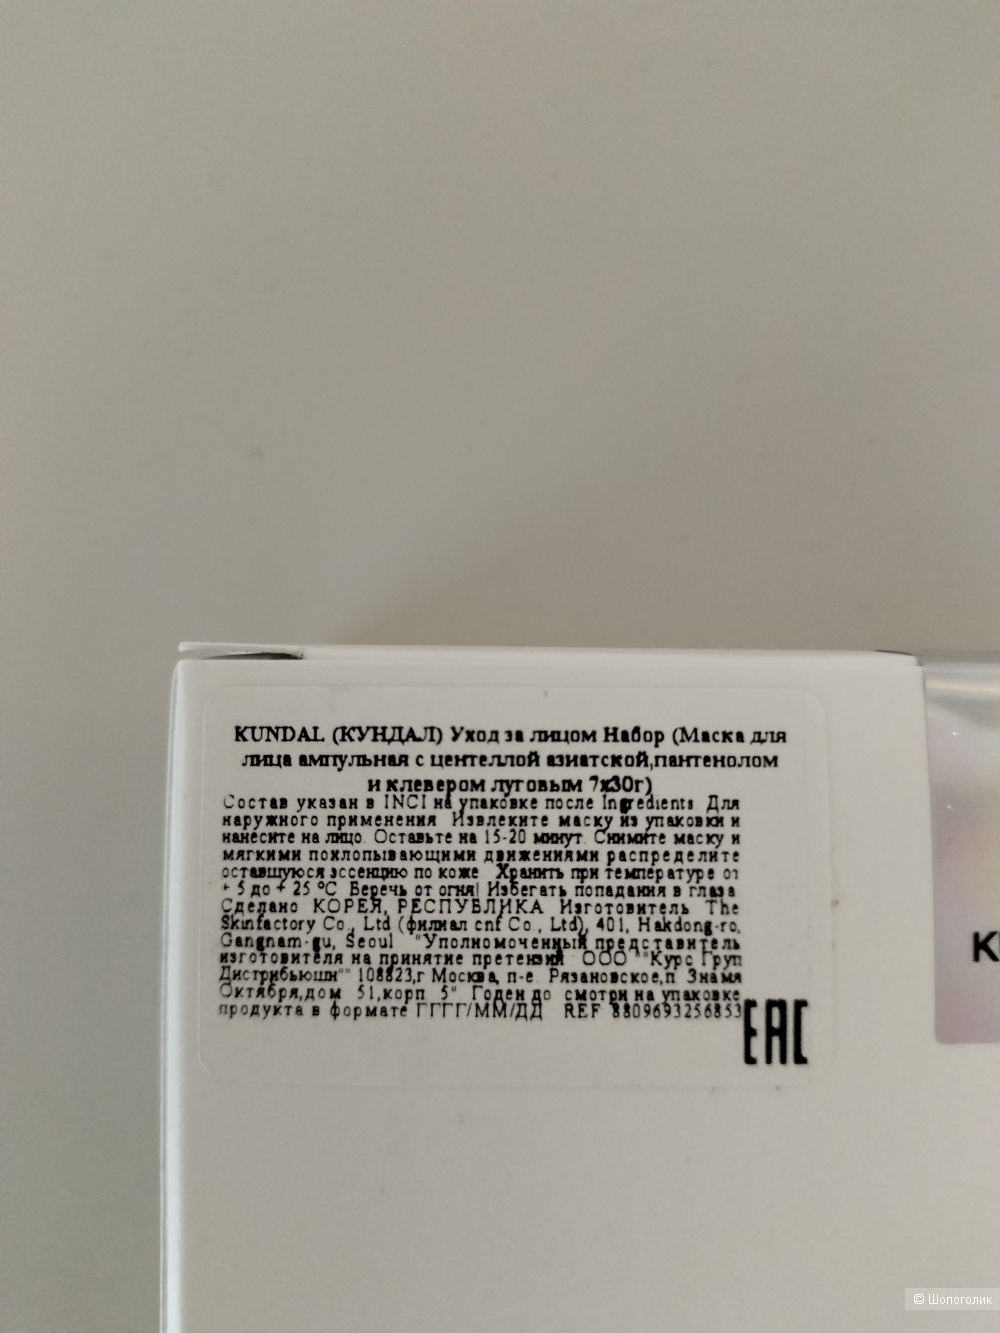 KUNDAL (КУНДАЛ) Уход за лицом Набор (Маска для
лица ампульная с центеллой азиатской,пантенолом
и клевером луговым 7х30г)
Состав указан в INCI на упаковке после Ingredients Для
наружного применения Извлеките маску из упаковки и
нанесите на лицо. Оставьте на 15-20 минут. Снимите маску и
мягкими похлопывающими движениями распределите
оставшуюся эссенцию по коже Хранить при температуре от
+ 5 до + 25 °С Беречь от огня! Избегать попадания в глаза
Сделано КОРЕЯ, РЕСПУБЛИКА Изготовитель The
Skinfactory Co., Ltd (филиал cnf Co., Ltd), 401, Hakdong-ro,
Gangnam-gu, Seoul "Уполномоченный представитель
изготовителя на принятие претензий ООО ""Курс Груп
Дистрибьюшн"" 108823,г Москва, п-е Рязановское,п Знамя
Октября,дом 51,корп 5" Годен до смотри на упаковке
продукта в формате ГГГГ/ММ/ДД REF 8809693256853
EAC
K
© Шопоголик